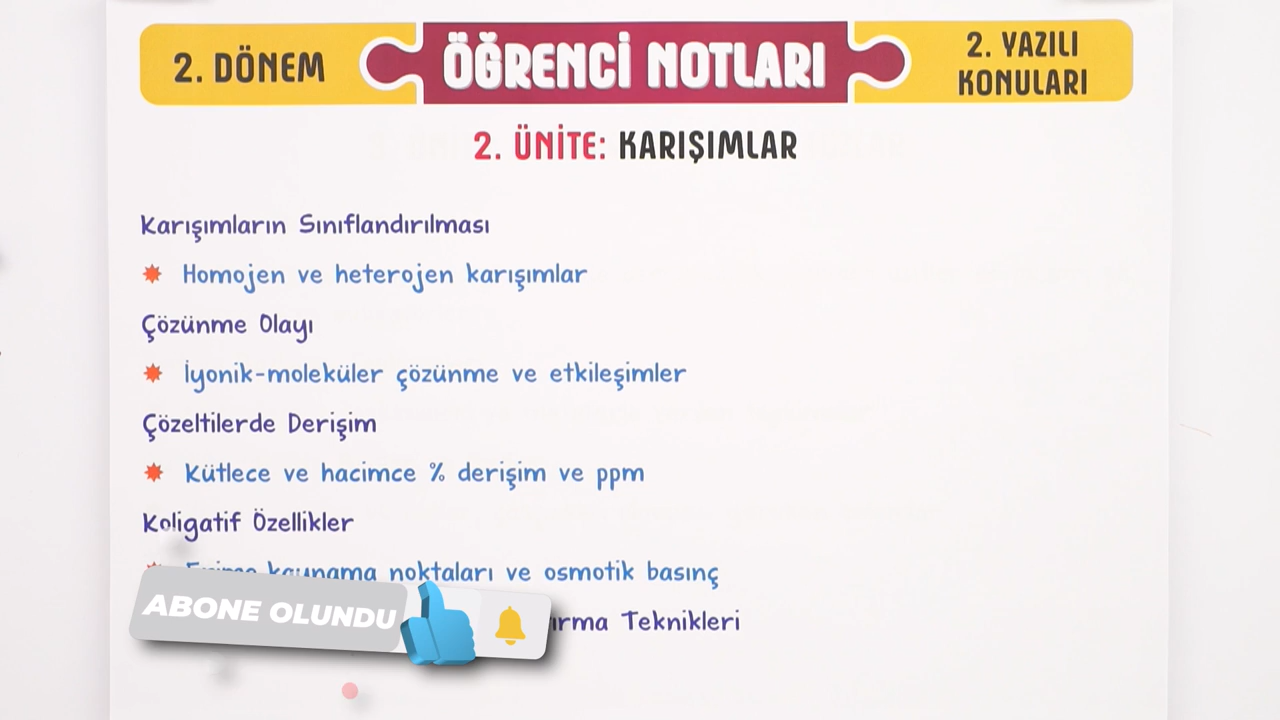 2. DÖNEM
ÖĞRENCİ NOTLARI
2. YAZILI
KONULARI
2. ÜNİTE: KARIŞIMLAR
Karışımların Sınıflandırılması
Homojen ve heterojen karışımlar
Çözünme Olayı
İyonik-moleküler çözünme ve etkileşimler
Çözeltilerde Derişim
Kütlece ve hacimce % derişim ve ppm
Koligatif Özellikler
kaynama noktaları ve osmotik basınç
Teknikleri
ABONE OLUNDU